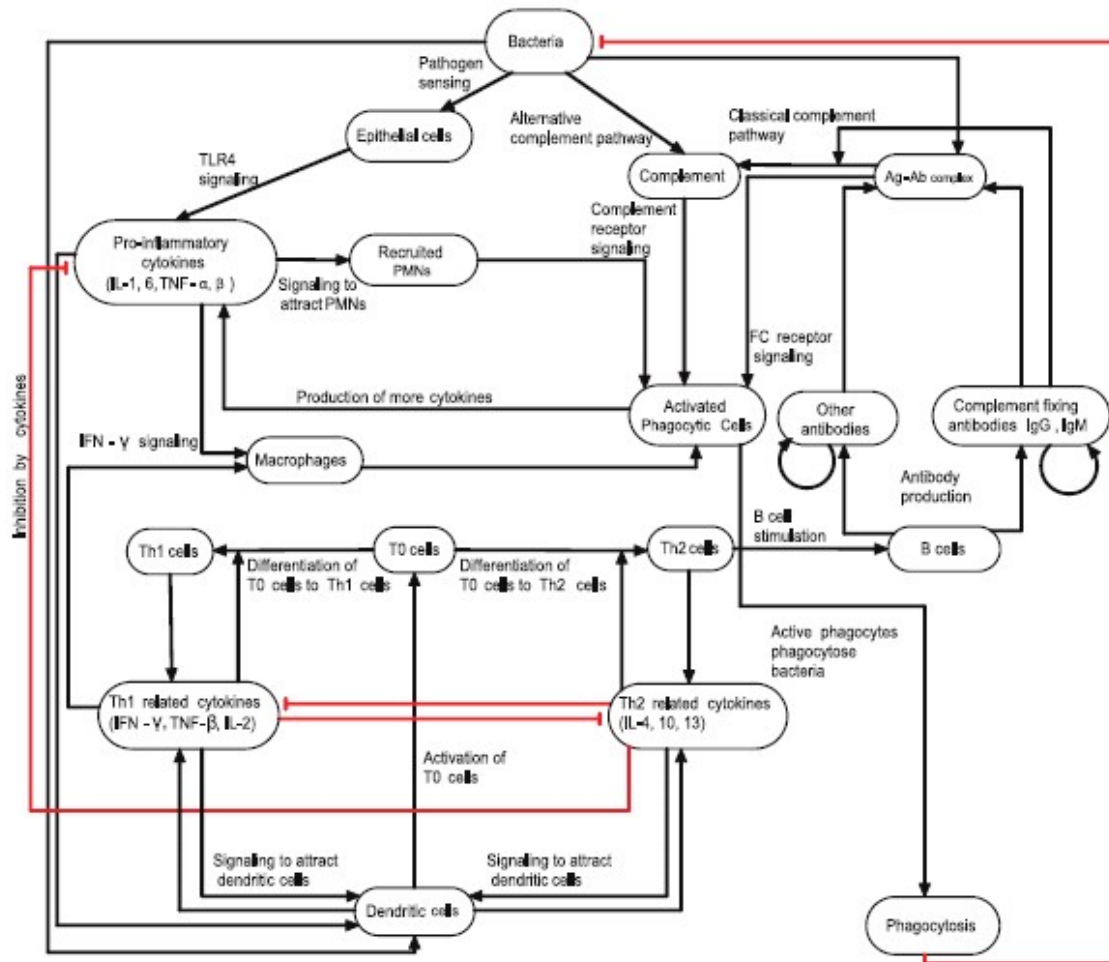 Bacteria
Pathogen
sensing
Epithelial cells
Alternative
complement pathway
Classical complement
pathway
TLR4
signaling
Complement
Ag-Ab complex
Pro-inflammatory
cytokines
(IL-1, 6, TNF-α, β )
Recruited
PMNs
Signaling to
attract PMNs
Complement
receptor
signaling
FC receptor
signaling
Production of more cytokines
Activated
Phagocytic Cells
Other
antibodies
Complement fixing
antibodies IgG , IgM
Inhibition by cytokines
IFN - γ signaling
Macrophages
Antibody
production
Th1 cells
T0 cells
Th2 cells
B cell
stimulation
B cells
Differentiation of
T0 cells to Th1 cells
Differentiation of
T0 cells to Th2 cells
Active phagocytes
phagocytose
bacteria
Th1 related cytokines
(IFN - γ, TNF-β, IL-2)
Th2 related cytokines
(IL-4, 10, 13)
Activation of
T0 cells
Signaling to attract
dendritic cells
Signaling to attract
dendritic cells
Dendritic cells
Phagocytosis